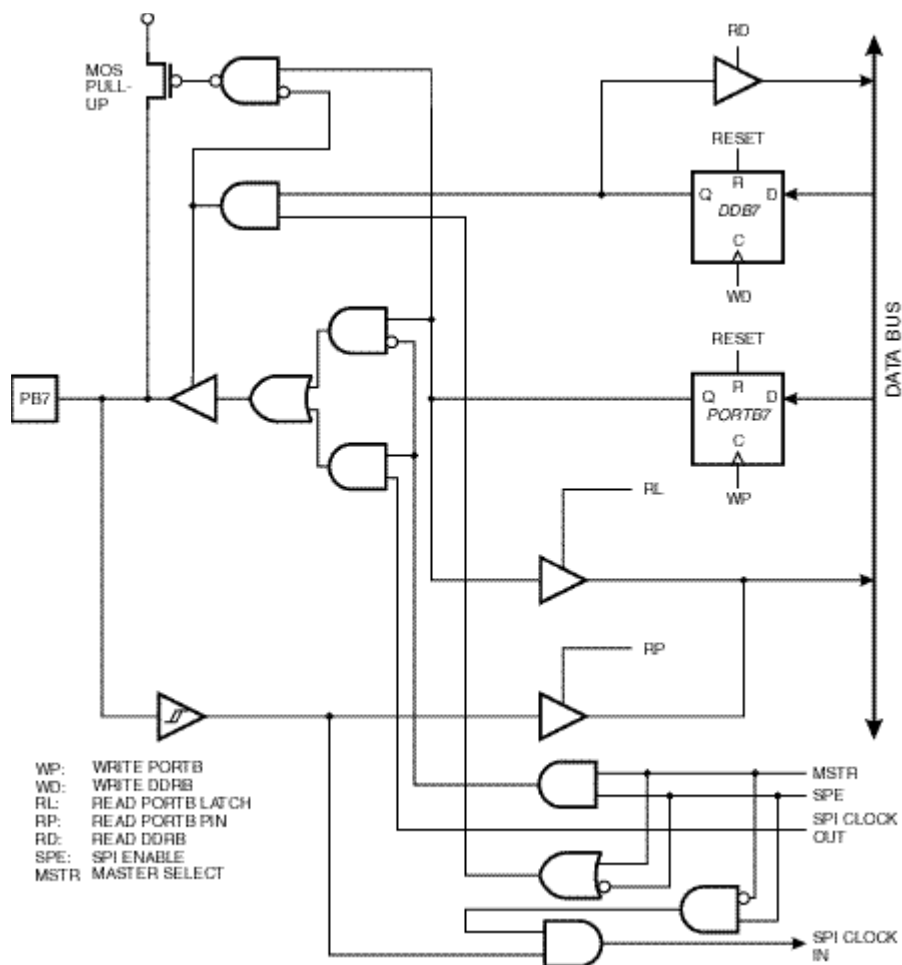 RD
MOS
PULL-
UP
RESET
R
Q
D
DDB7
C
WD
RESET
R
Q
D
PORTB7
C
WP
DATA BUS
PB7
RL
RP
MSTR
SPE
SPI CLOCK
OUT
SPI CLOCK
IN
WP: WRITE PORTB
WD: WRITE DDRB
RL: READ PORTB LATCH
RP: READ PORTB PIN
RD: READ DDRB
SPE: SPI ENABLE
MSTR MASTER SELECT